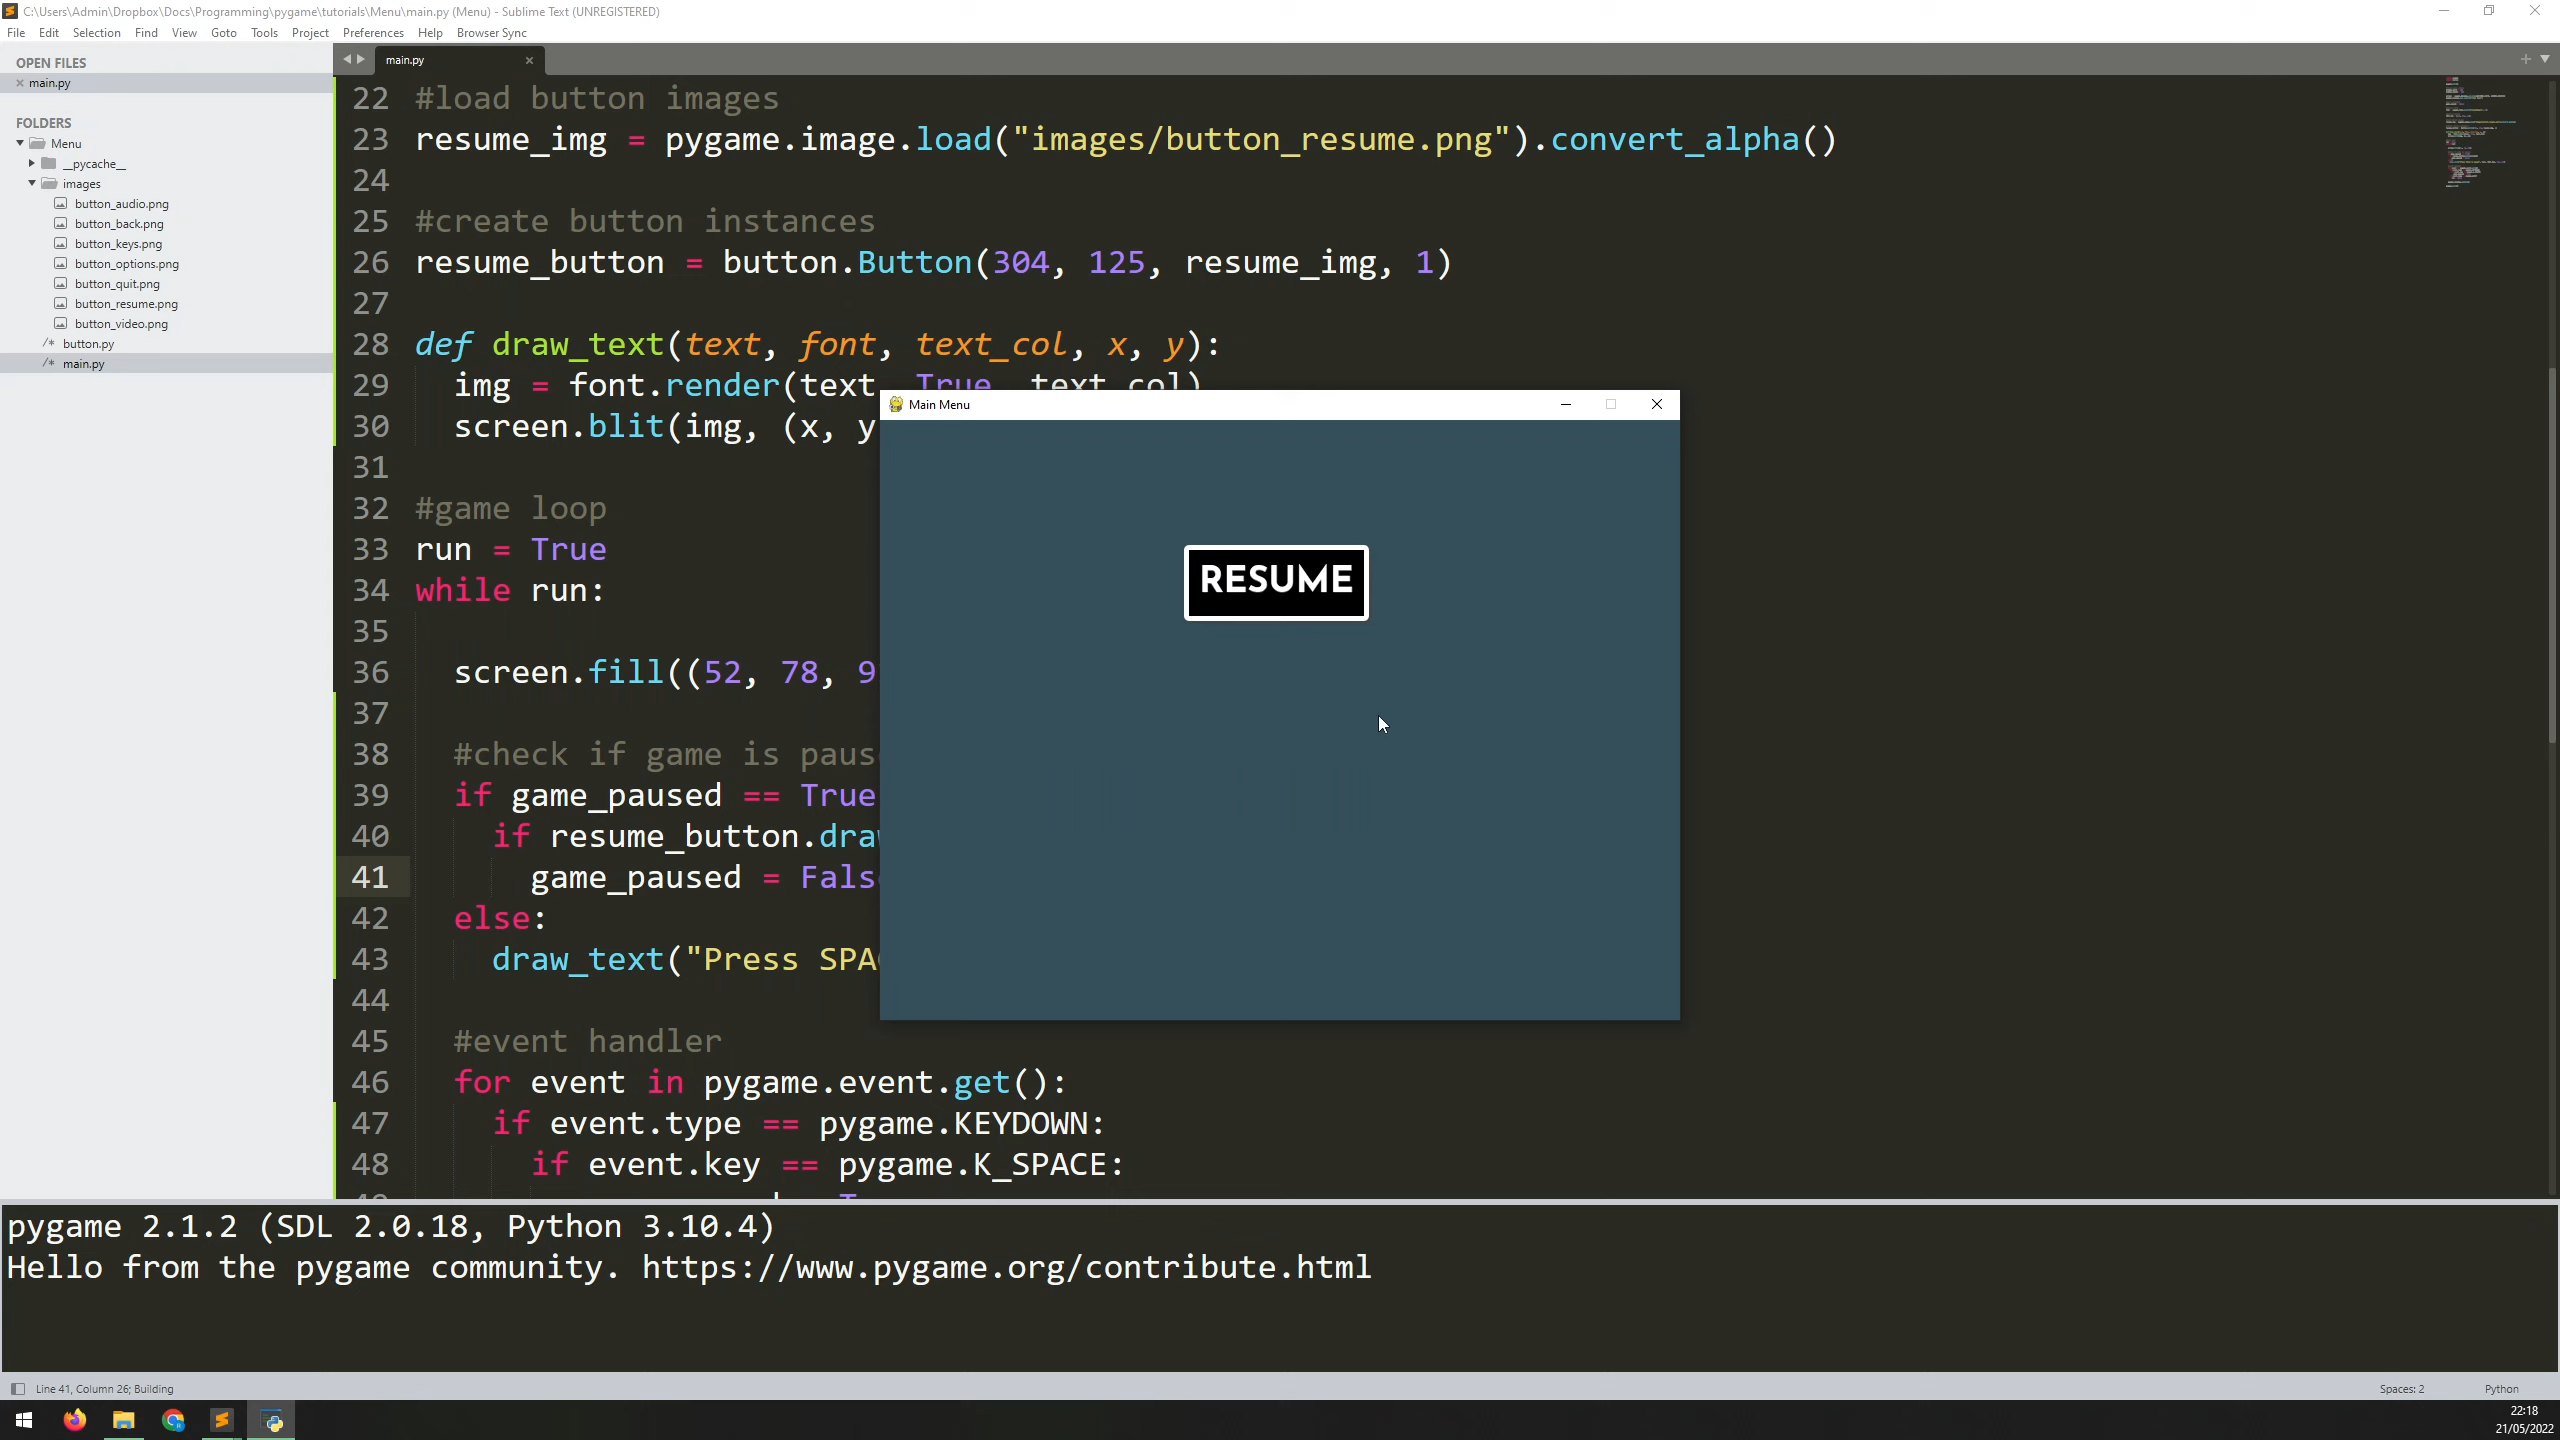 C:\Users\Admin\Dropbox\Docs\Programming\pygame\tutorials\Menu\main.py (Menu) - Sublime Text (UNREGISTERED)
File Edit Selection Find View Goto Tools Project Preferences Help Browser Sync
OPEN FILES
main.py
FOLDERS
Menu
__pycache__
images
button_audio.png
button_back.png
button_keys.png
button_options.png
button_quit.png
button_resume.png
button_video.png
/* button.py
/* main.py
main.py
22 #load button images
23 resume_img = pygame.image.load("images/button_resume.png").convert_alpha()
24
25 #create button instances
26 resume_button = button.Button(304, 125, resume_img, 1)
27
28 def draw_text(text, font, text_col, x, y):
29 img = font.render(text, True, text_col)
30 screen.blit(img, (x, y
31
32 #game loop
33 run = True
34 while run:
35
36 screen.fill((52, 78, 9
37
38 #check if game is paus
39 if game_paused == True
40 if resume_button.draw
41 game_paused = False
42 else:
43 draw_text("Press SPA
44
45 #event handler
46 for event in pygame.event.get():
47 if event.type == pygame.KEYDOWN:
48 if event.key == pygame.K_SPACE:
Main Menu
RESUME
pygame 2.1.2 (SDL 2.0.18, Python 3.10.4)
Hello from the pygame community. https://www.pygame.org/contribute.html
Line 41, Column 26; Building
Spaces: 2
Python
22:18
21/05/2022